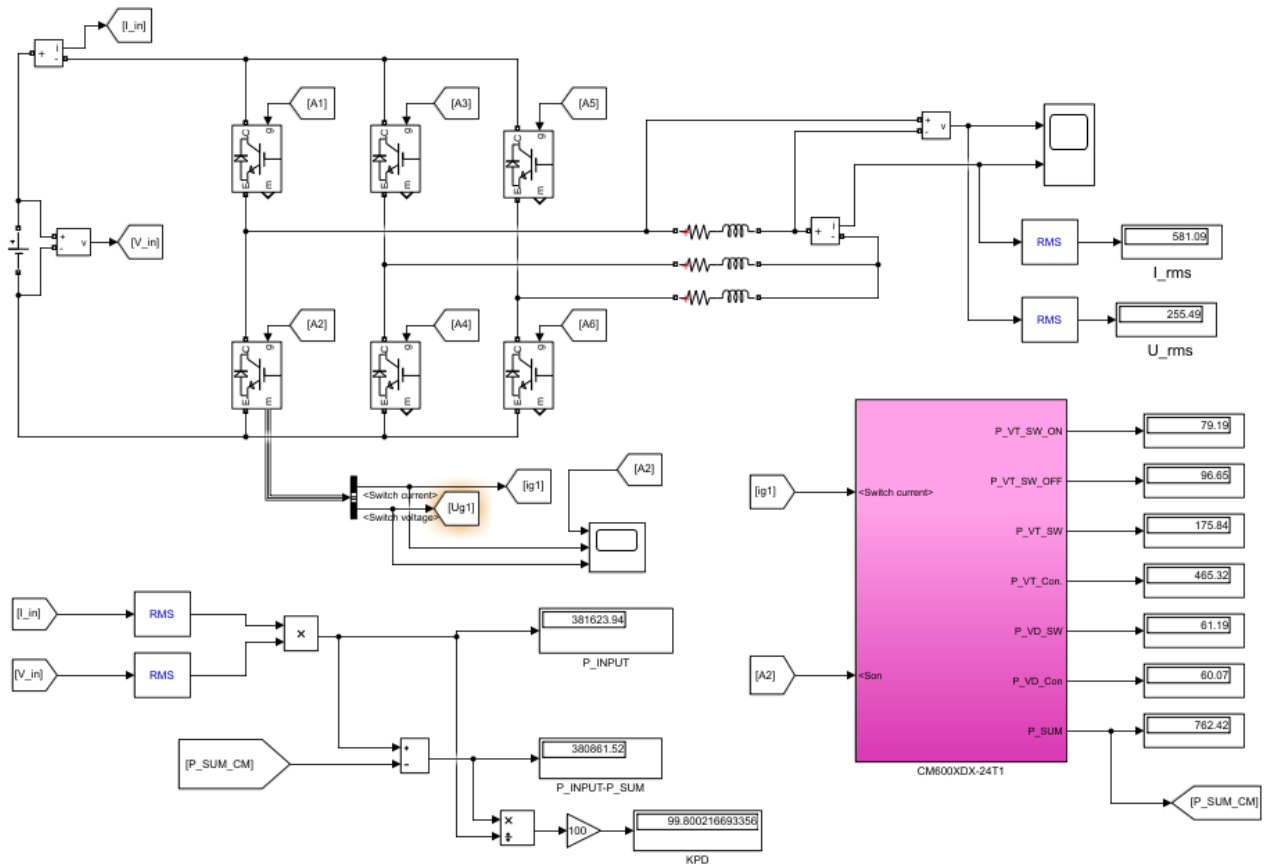 [I_in]
i
+
-
[A1]
[A3]
[A5]
g
C
E
m
g
C
E
m
g
C
E
m
+
-
v
+
-
v
[V_in]
+
i
-
RMS
581.09
I_rms
RMS
255.49
U_rms
[A2]
[A4]
[A6]
g
C
E
m
g
C
E
m
g
C
E
m
<Switch current>
<Switch voltage>
[ig1]
[Ug1]
[A2]
[ig1]
<Switch current>
[A2]
<Son
P_VT_SW_ON
79.19
P_VT_SW_OFF
96.65
P_VT_SW
175.84
P_VT_Con.
465.32
P_VD_SW
61.19
P_VD_Con
60.07
P_SUM
762.42
CM600XDX-24T1
[P_SUM_CM]
[I_in]
RMS
[V_in]
RMS
×
381623.94
P_INPUT
[P_SUM_CM]
+
-
380861.52
P_INPUT-P_SUM
×
÷
100
99.800216693356
KPD